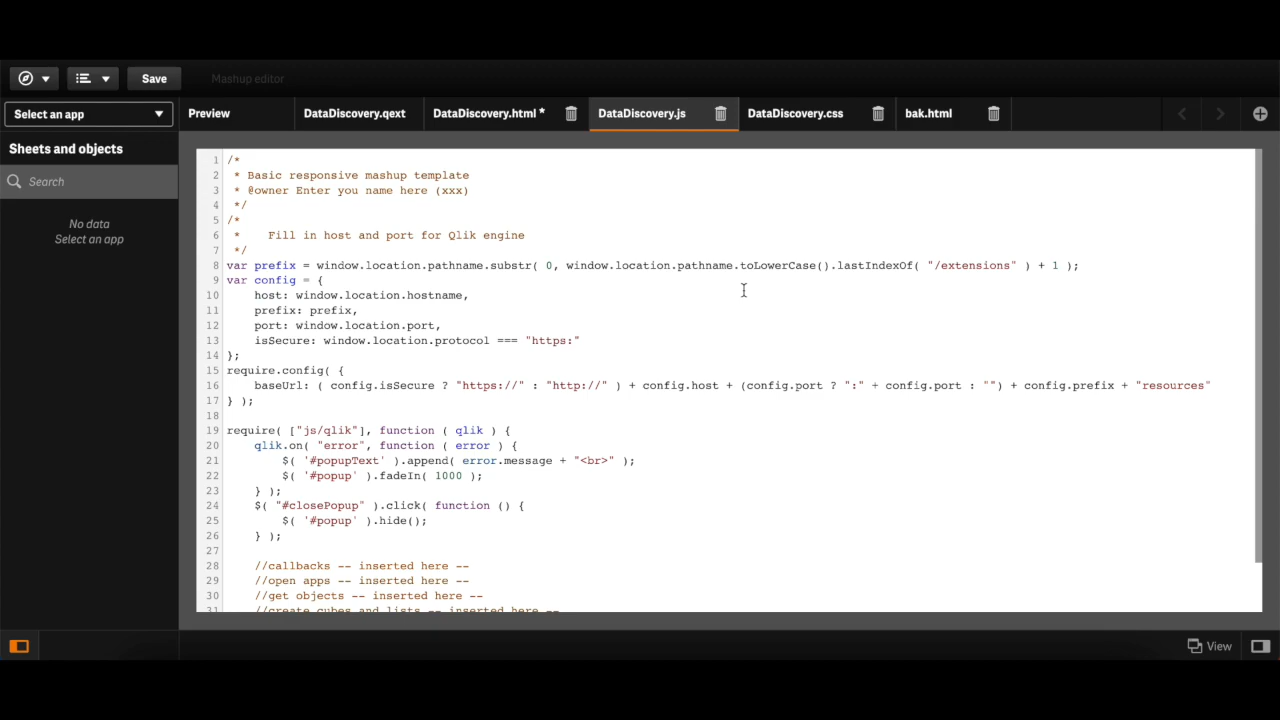 Save
Mashup editor
Select an app
Preview
DataDiscovery.qext
DataDiscovery.html *
DataDiscovery.js
DataDiscovery.css
bak.html
Sheets and objects
Search
No data
Select an app
1 /*
2  * Basic responsive mashup template
3  * @owner Enter you name here (xxx)
4  */
5 /*
6  *    Fill in host and port for Qlik engine
7  */
8 var prefix = window.location.pathname.substr( 0, window.location.pathname.toLowerCase().lastIndexOf( "/extensions" ) + 1 );
9 var config = {
10     host: window.location.hostname,
11     prefix: prefix,
12     port: window.location.port,
13     isSecure: window.location.protocol === "https:"
14 };
15 require.config( {
16     baseUrl: ( config.isSecure ? "https://" : "http://" ) + config.host + (config.port ? ":" + config.port : "") + config.prefix + "resources"
17 } );
18
19 require( ["js/qlik"], function ( qlik ) {
20     qlik.on( "error", function ( error ) {
21         $( '#popupText' ).append( error.message + "<br>" );
22         $( '#popup' ).fadeIn( 1000 );
23     } );
24     $( "#closePopup" ).click( function () {
25         $( '#popup' ).hide();
26     } );
27
28     //callbacks -- inserted here --
29     //open apps -- inserted here --
30     //get objects -- inserted here --
31     //create cubes and lists -- inserted here --
View